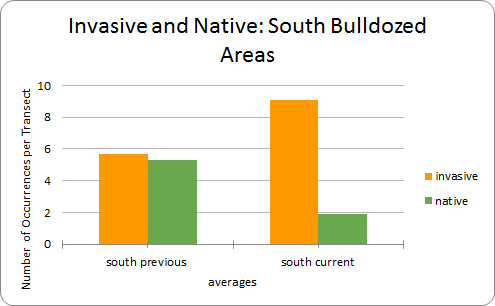 Invasive and Native: South Bulldozed
Areas
Number of Occurrences per Transect
10
8
6
4
2
0
south previous
south current
averages
invasive
native